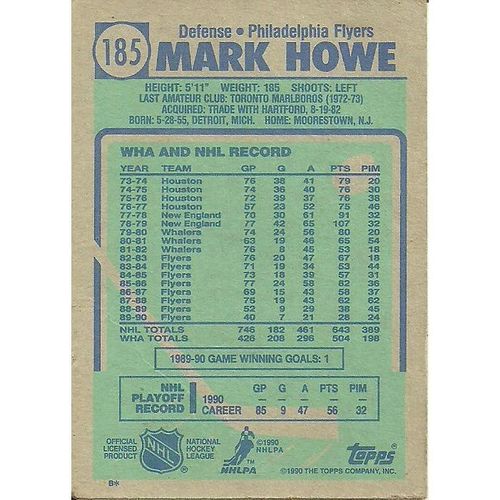 185
Defense • Philadelphia Flyers
MARK HOWE
HEIGHT: 5'11" WEIGHT: 185 SHOOTS: LEFT
LAST AMATEUR CLUB: TORONTO MARLBOROS (1972-73)
ACQUIRED: TRADE WITH HARTFORD, 8-19-82
BORN: 5-28-55, DETROIT, MICH. HOME: MOORESTOWN, N.J.
WHA AND NHL RECORD
YEAR TEAM GP G A PTS PIM
73-74 Houston 76 38 41 79 20
74-75 Houston 74 36 40 76 30
75-76 Houston 72 39 37 76 38
76-77 Houston 57 23 52 75 46
77-78 New England 70 30 61 91 32
78-79 New England 77 42 65 107 32
79-80 Whalers 74 24 56 80 20
80-81 Whalers 63 19 46 65 54
81-82 Whalers 76 8 45 53 18
82-83 Flyers 76 20 47 67 18
83-84 Flyers 71 19 34 53 44
84-85 Flyers 73 18 39 57 31
85-86 Flyers 77 24 58 82 36
86-87 Flyers 69 15 43 58 37
87-88 Flyers 75 19 43 62 62
88-89 Flyers 52 9 29 38 45
89-90 Flyers 40 7 21 28 24
NHL TOTALS 746 182 461 643 389
WHA TOTALS 426 208 296 504 198
1989-90 GAME WINNING GOALS: 1
NHL PLAYOFF RECORD
GP G A PTS PIM
1990 — — — — —
CAREER 85 9 47 56 32
OFFICIAL LICENSED PRODUCT
NHL
NATIONAL HOCKEY LEAGUE
©1990 NHLPA
NHLPA
Topps
©1990 THE TOPPS COMPANY, INC.
B*